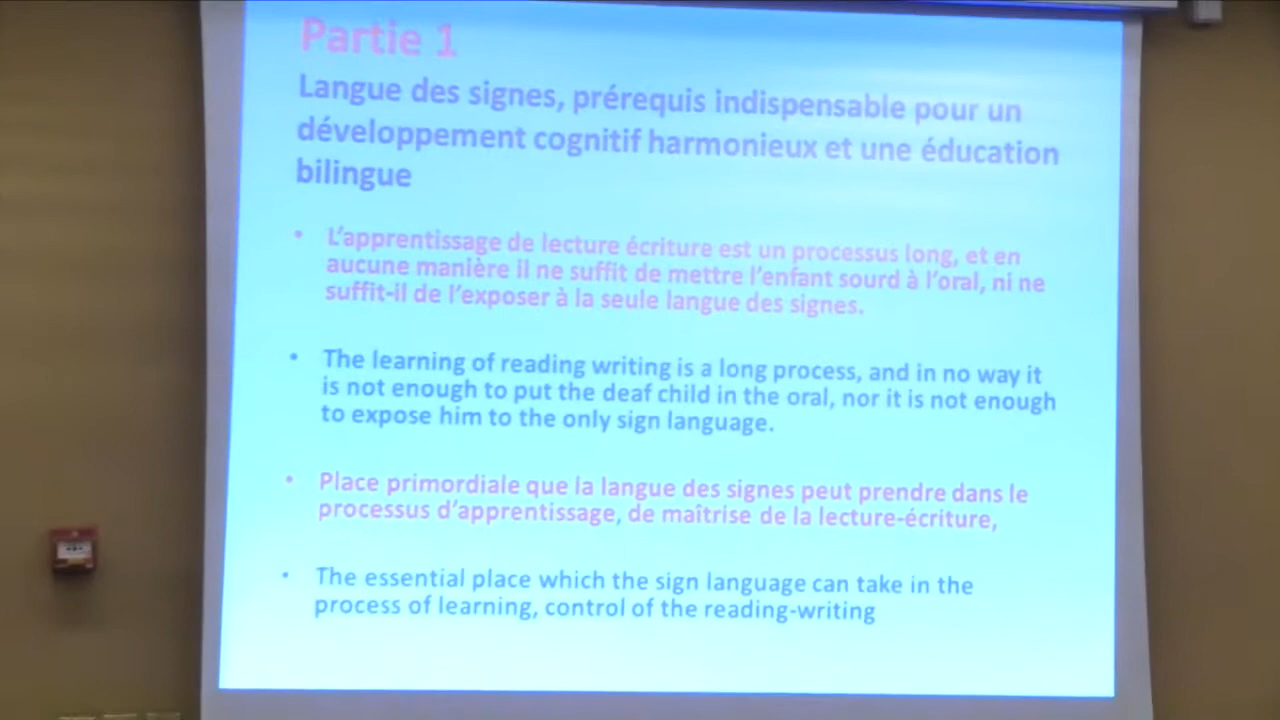 Partie 1
Langue des signes, prérequis indispensable pour un
développement cognitif harmonieux et une éducation
bilingue
• L'apprentissage de lecture écriture est un processus long, et en
aucune manière il ne suffit de mettre l'enfant sourd à l'oral, ni ne
suffit-il de l'exposer à la seule langue des signes.
• The learning of reading writing is a long process, and in no way it
is not enough to put the deaf child in the oral, nor it is not enough
to expose him to the only sign language.
• Place primordiale que la langue des signes peut prendre dans le
processus d'apprentissage, de maîtrise de la lecture-écriture,
• The essential place which the sign language can take in the
process of learning, control of the reading-writing